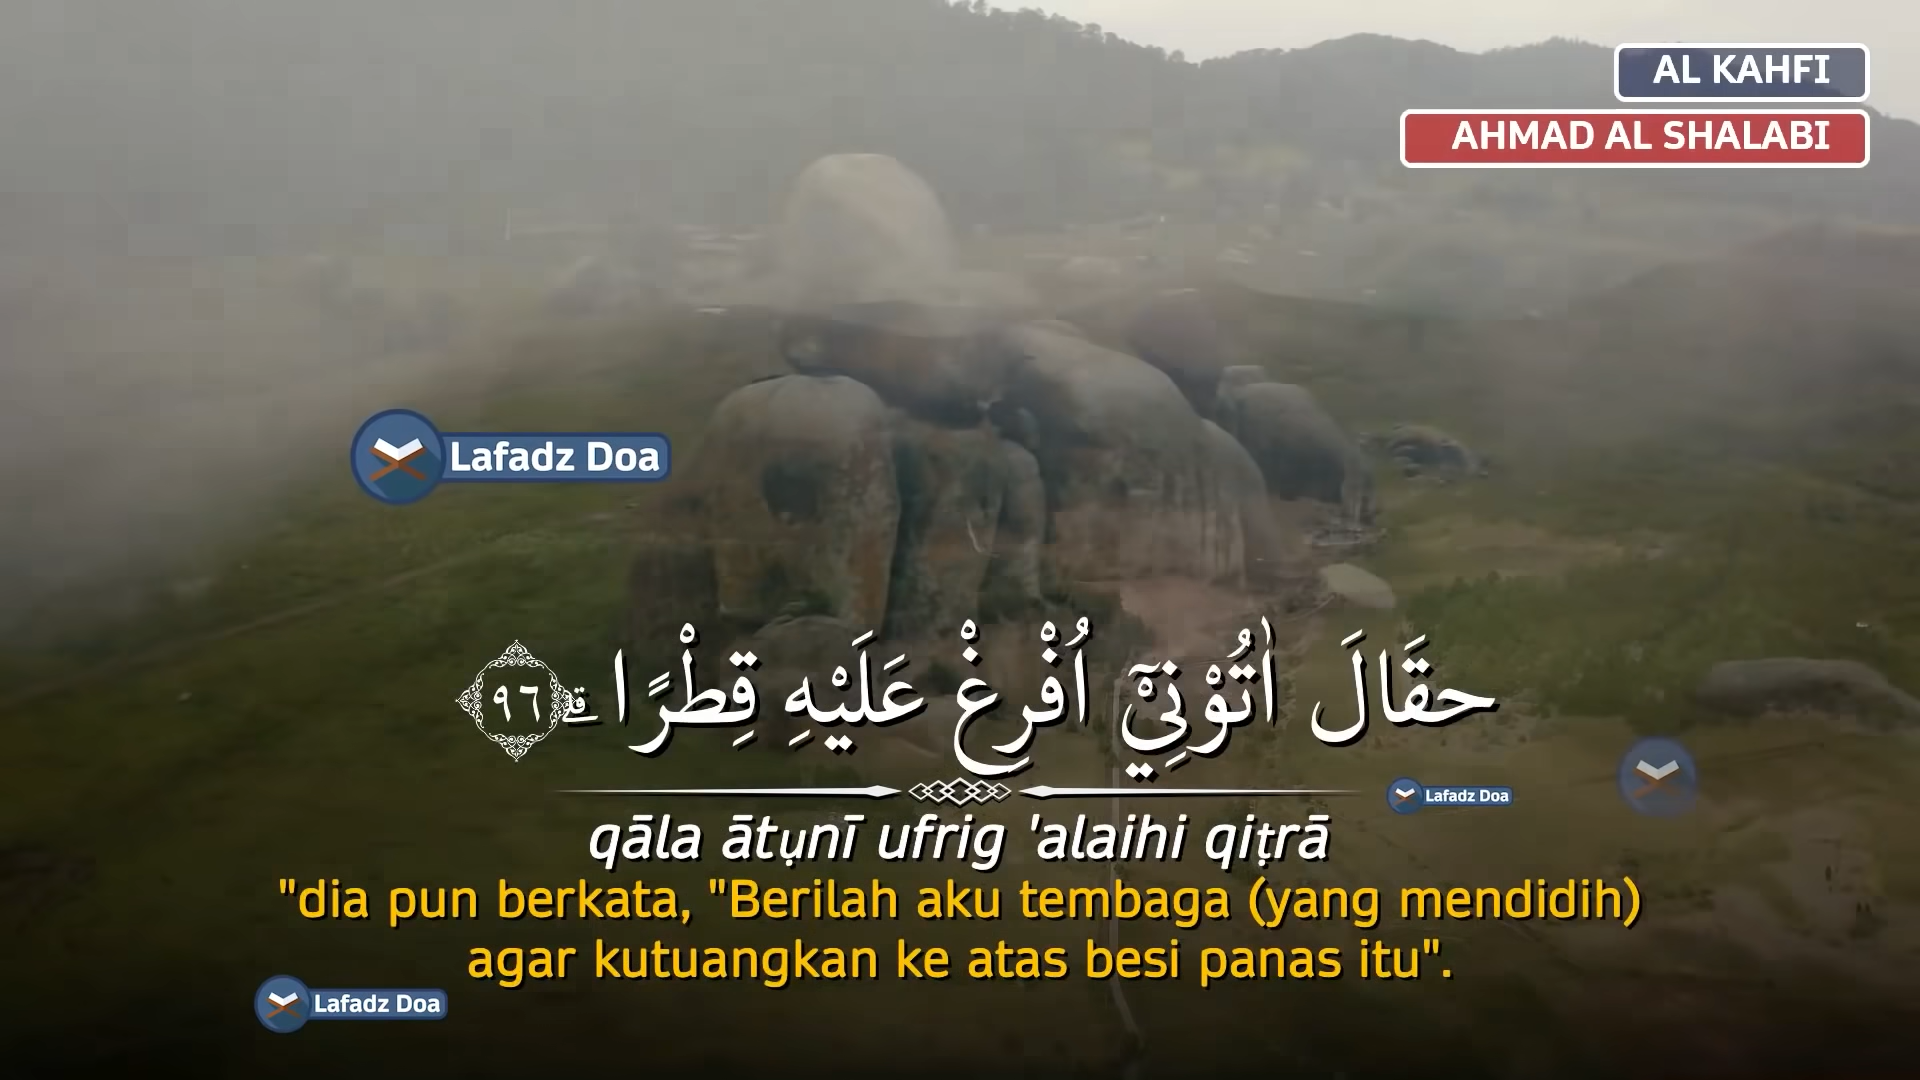 AL KAHFI
AHMAD AL SHALABI
Lafadz Doa
حقَالَ اٰتُوْنِيْٓ اُفْرِغْ عَلَيْهِ قِطْرًا ۗ ٩٦
Lafadz Doa
qāla ātụnī ufrig 'alaihi qiṭrā
"dia pun berkata, "Berilah aku tembaga (yang mendidih)
agar kutuangkan ke atas besi panas itu".
Lafadz Doa